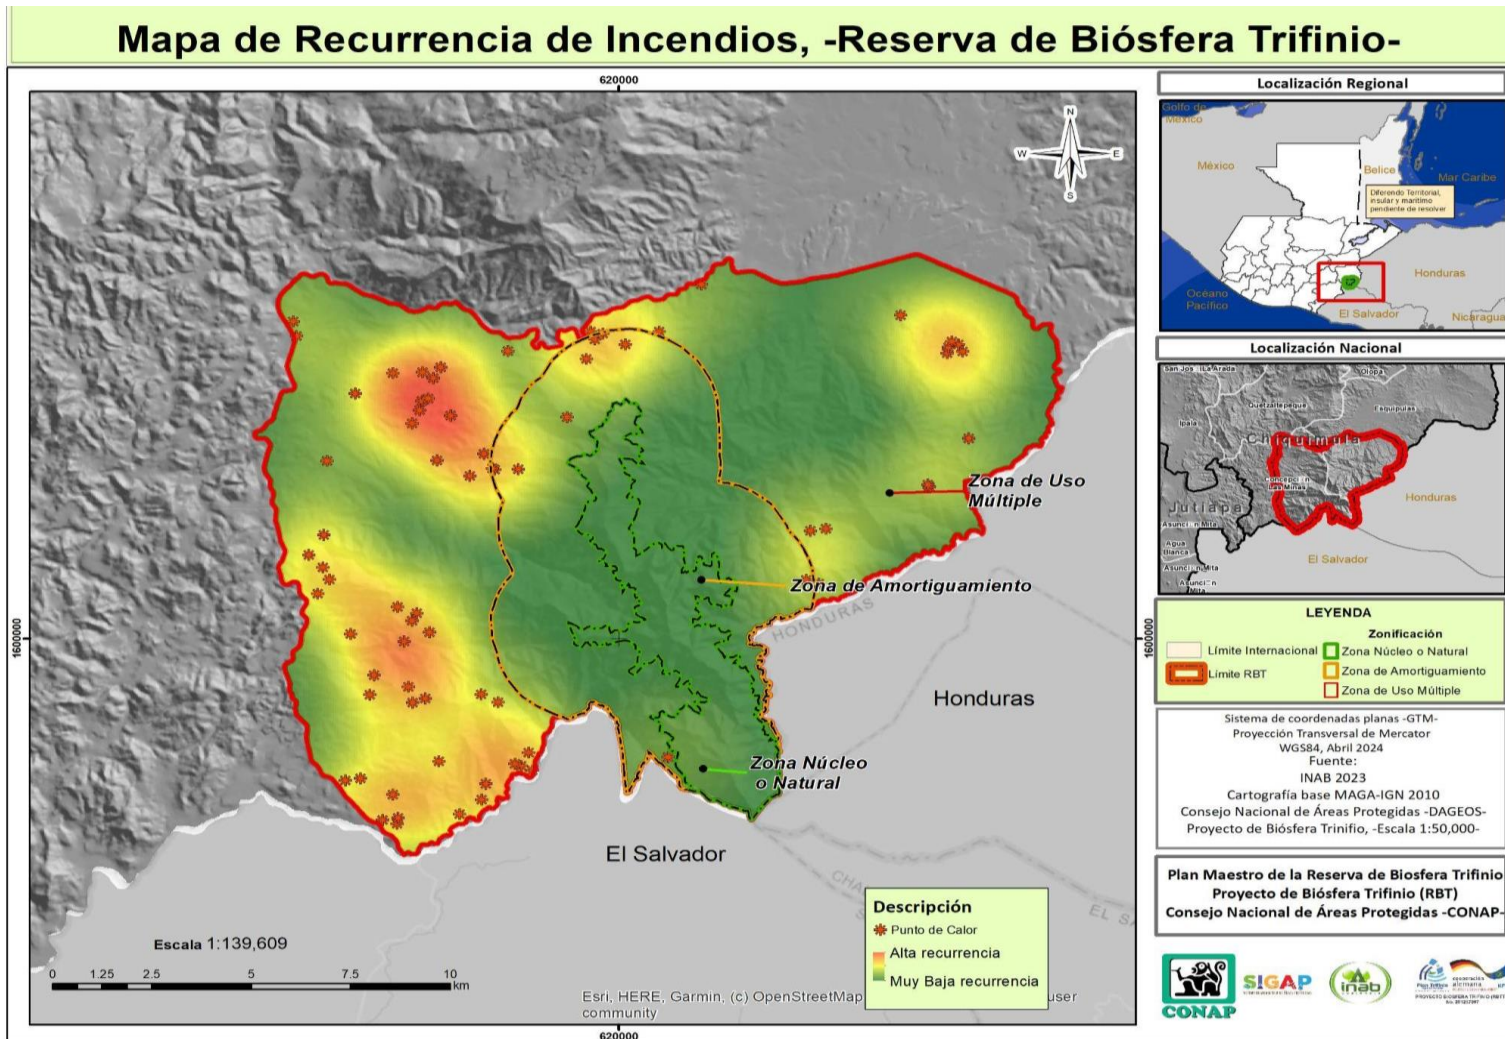 Mapa de Recurrencia de Incendios, -Reserva de Biósfera Trifinio-
620000
N
W
E
S
1600000
1600000
Zona de Uso
Múltiple
Zona de Amortiguamiento
HONDURAS
Honduras
Zona Núcleo
o Natural
El Salvador
EL SA
Escala 1:139,609
0 1.25 2.5 5 7.5 10
km
Esri, HERE, Garmin, (c) OpenStreetMap
user
community
620000
Descripción
Punto de Calor
Alta recurrencia
Muy Baja recurrencia
Localización Regional
Golfo de
México
México
Belice
Mar Caribe
Diferendo Territorial,
insular y marítimo
pendiente de resolver
Honduras
Océano
Pacífico
El Salvador
Nicaragua
Localización Nacional
Olopa
Quetzaltepeque
Esquipulas
Ipala
Chiquimula
Honduras
Jutiapa
Agua
Blanca
El Salvador
LEYENDA
Zonificación
Límite Internacional
Zona Núcleo o Natural
Límite RBT
Zona de Amortiguamiento
Zona de Uso Múltiple
Sistema de coordenadas planas -GTM-
Proyección Transversal de Mercator
WGS84, Abril 2024
Fuente:
INAB 2023
Cartografía base MAGA-IGN 2010
Consejo Nacional de Áreas Protegidas -DAGEOS-
Proyecto de Biósfera Trinifio, -Escala 1:50,000-
Plan Maestro de la Reserva de Biosfera Trifinio
Proyecto de Biósfera Trifinio (RBT)
Consejo Nacional de Áreas Protegidas -CONAP-
CONAP
SIGAP
inab